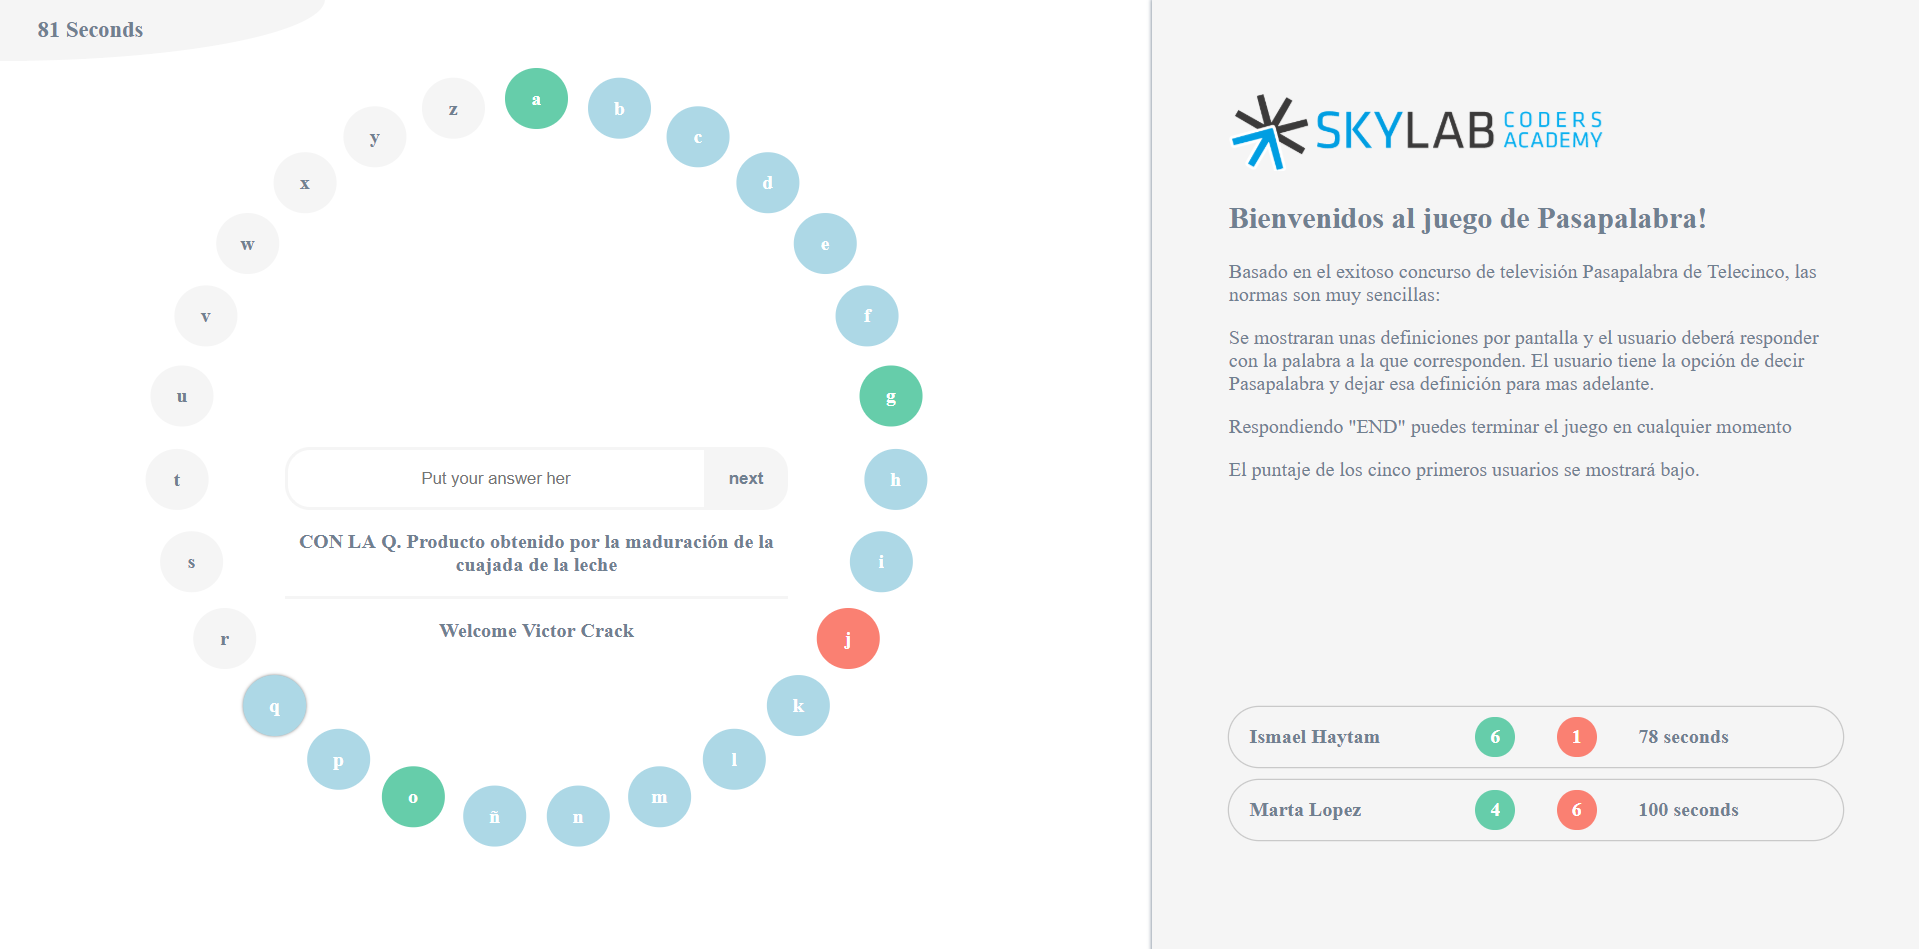 81 Seconds
a
b
c
d
e
f
g
h
i
j
k
l
m
n
ñ
o
p
q
r
s
t
u
v
w
x
y
z
Put your answer her
next
CON LA Q. Producto obtenido por la maduración de la
cuajada de la leche
Welcome Victor Crack
SKYLAB CODERS
ACADEMY
Bienvenidos al juego de Pasapalabra!
Basado en el exitoso concurso de televisión Pasapalabra de Telecinco, las
normas son muy sencillas:
Se mostraran unas definiciones por pantalla y el usuario deberá responder
con la palabra a la que corresponden. El usuario tiene la opción de decir
Pasapalabra y dejar esa definición para mas adelante.
Respondiendo "END" puedes terminar el juego en cualquier momento
El puntaje de los cinco primeros usuarios se mostrará bajo.
Ismael Haytam 6 1 78 seconds
Marta Lopez 4 6 100 seconds